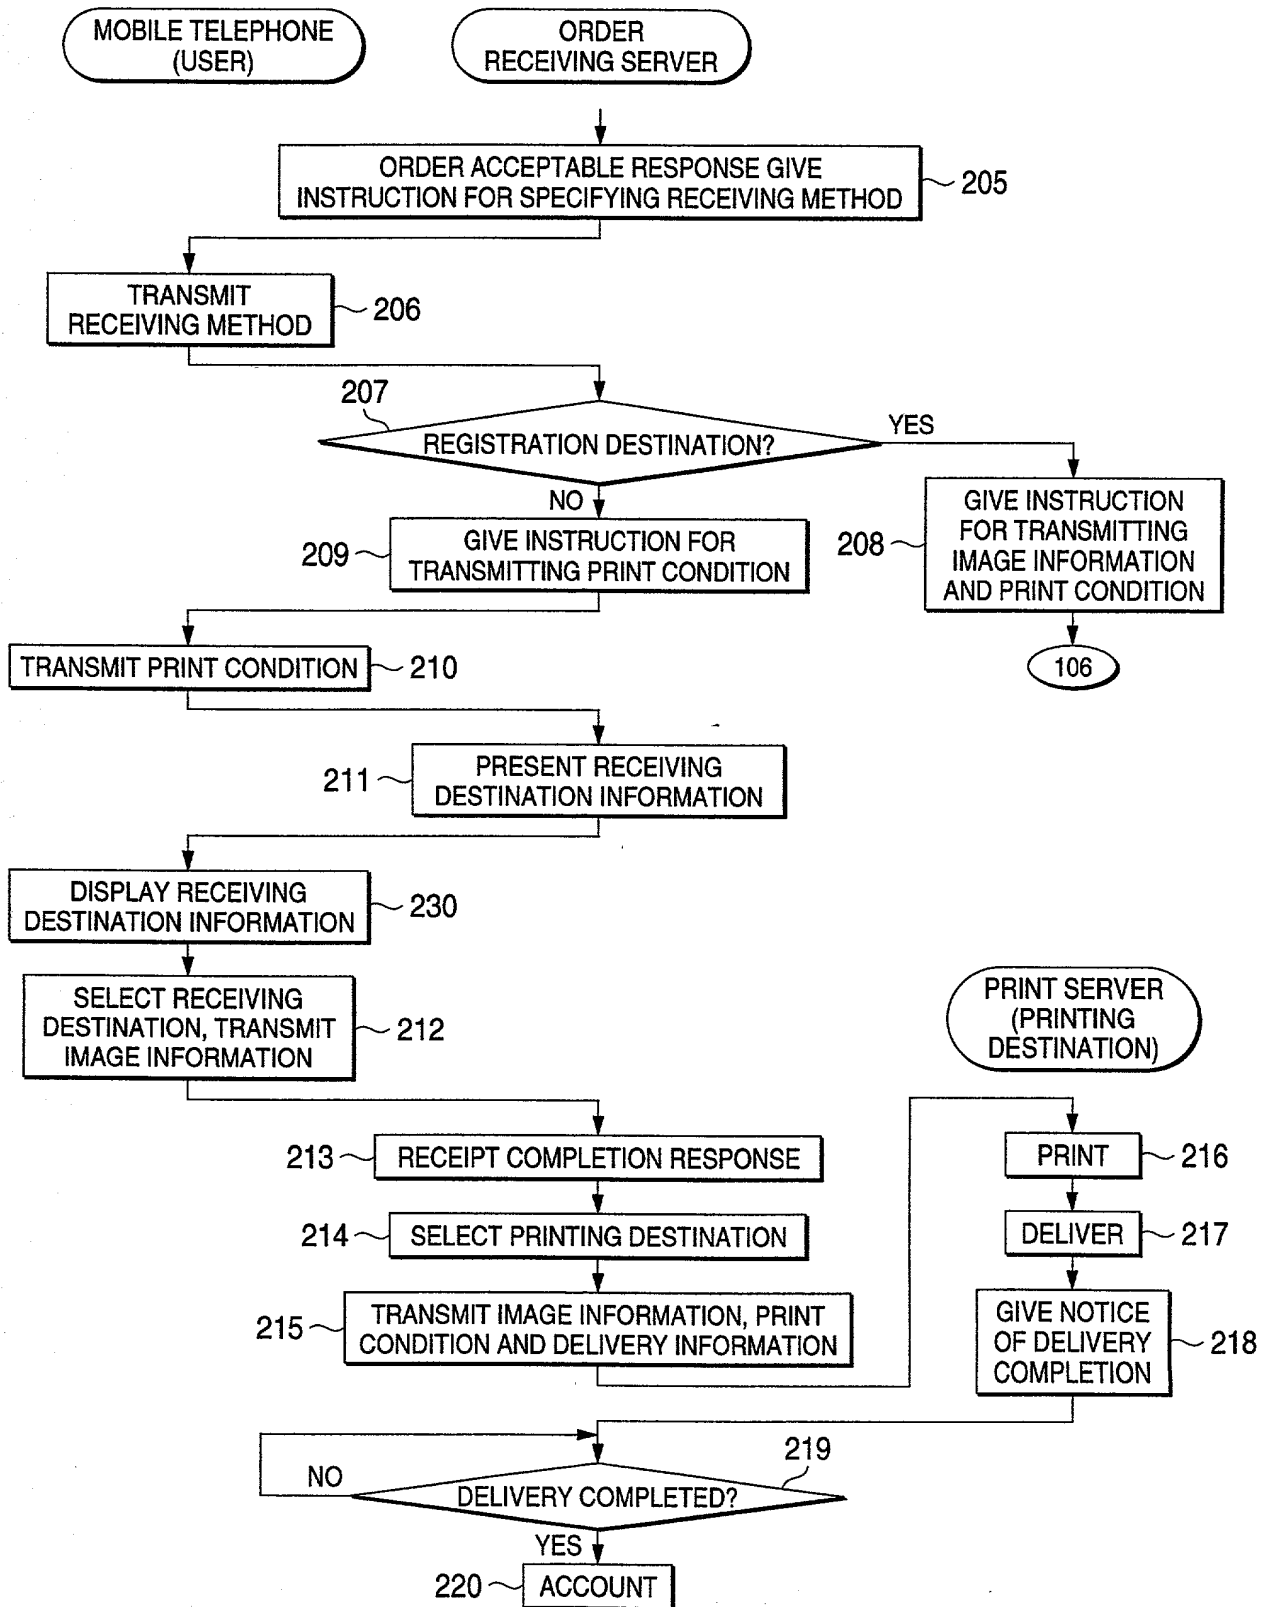 MOBILE TELEPHONE
(USER)
ORDER
RECEIVING SERVER
ORDER ACCEPTABLE RESPONSE GIVE
INSTRUCTION FOR SPECIFYING RECEIVING METHOD
205
TRANSMIT
RECEIVING METHOD
206
207
REGISTRATION DESTINATION?
YES
NO
GIVE INSTRUCTION
FOR TRANSMITTING
IMAGE INFORMATION
AND PRINT CONDITION
208
106
209
GIVE INSTRUCTION FOR
TRANSMITTING PRINT CONDITION
TRANSMIT PRINT CONDITION
210
211
PRESENT RECEIVING
DESTINATION INFORMATION
DISPLAY RECEIVING
DESTINATION INFORMATION
230
SELECT RECEIVING
DESTINATION, TRANSMIT
IMAGE INFORMATION
212
PRINT SERVER
(PRINTING
DESTINATION)
213
RECEIPT COMPLETION RESPONSE
214
SELECT PRINTING DESTINATION
215
TRANSMIT IMAGE INFORMATION, PRINT
CONDITION AND DELIVERY INFORMATION
PRINT
216
DELIVER
217
GIVE NOTICE
OF DELIVERY
COMPLETION
218
219
DELIVERY COMPLETED?
NO
YES
220
ACCOUNT